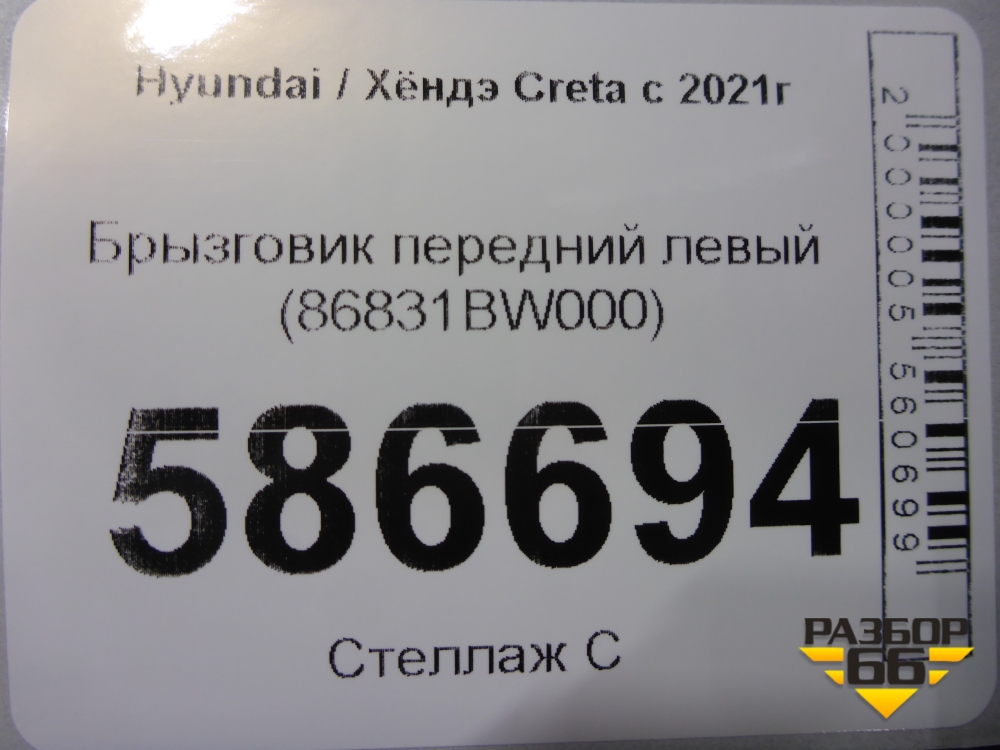 Hyundai / Хёндэ Creta с 2021г
Брызговик передний левый
(86831BW000)
586694
Стеллаж С
2000005560699
РАЗБОР
66